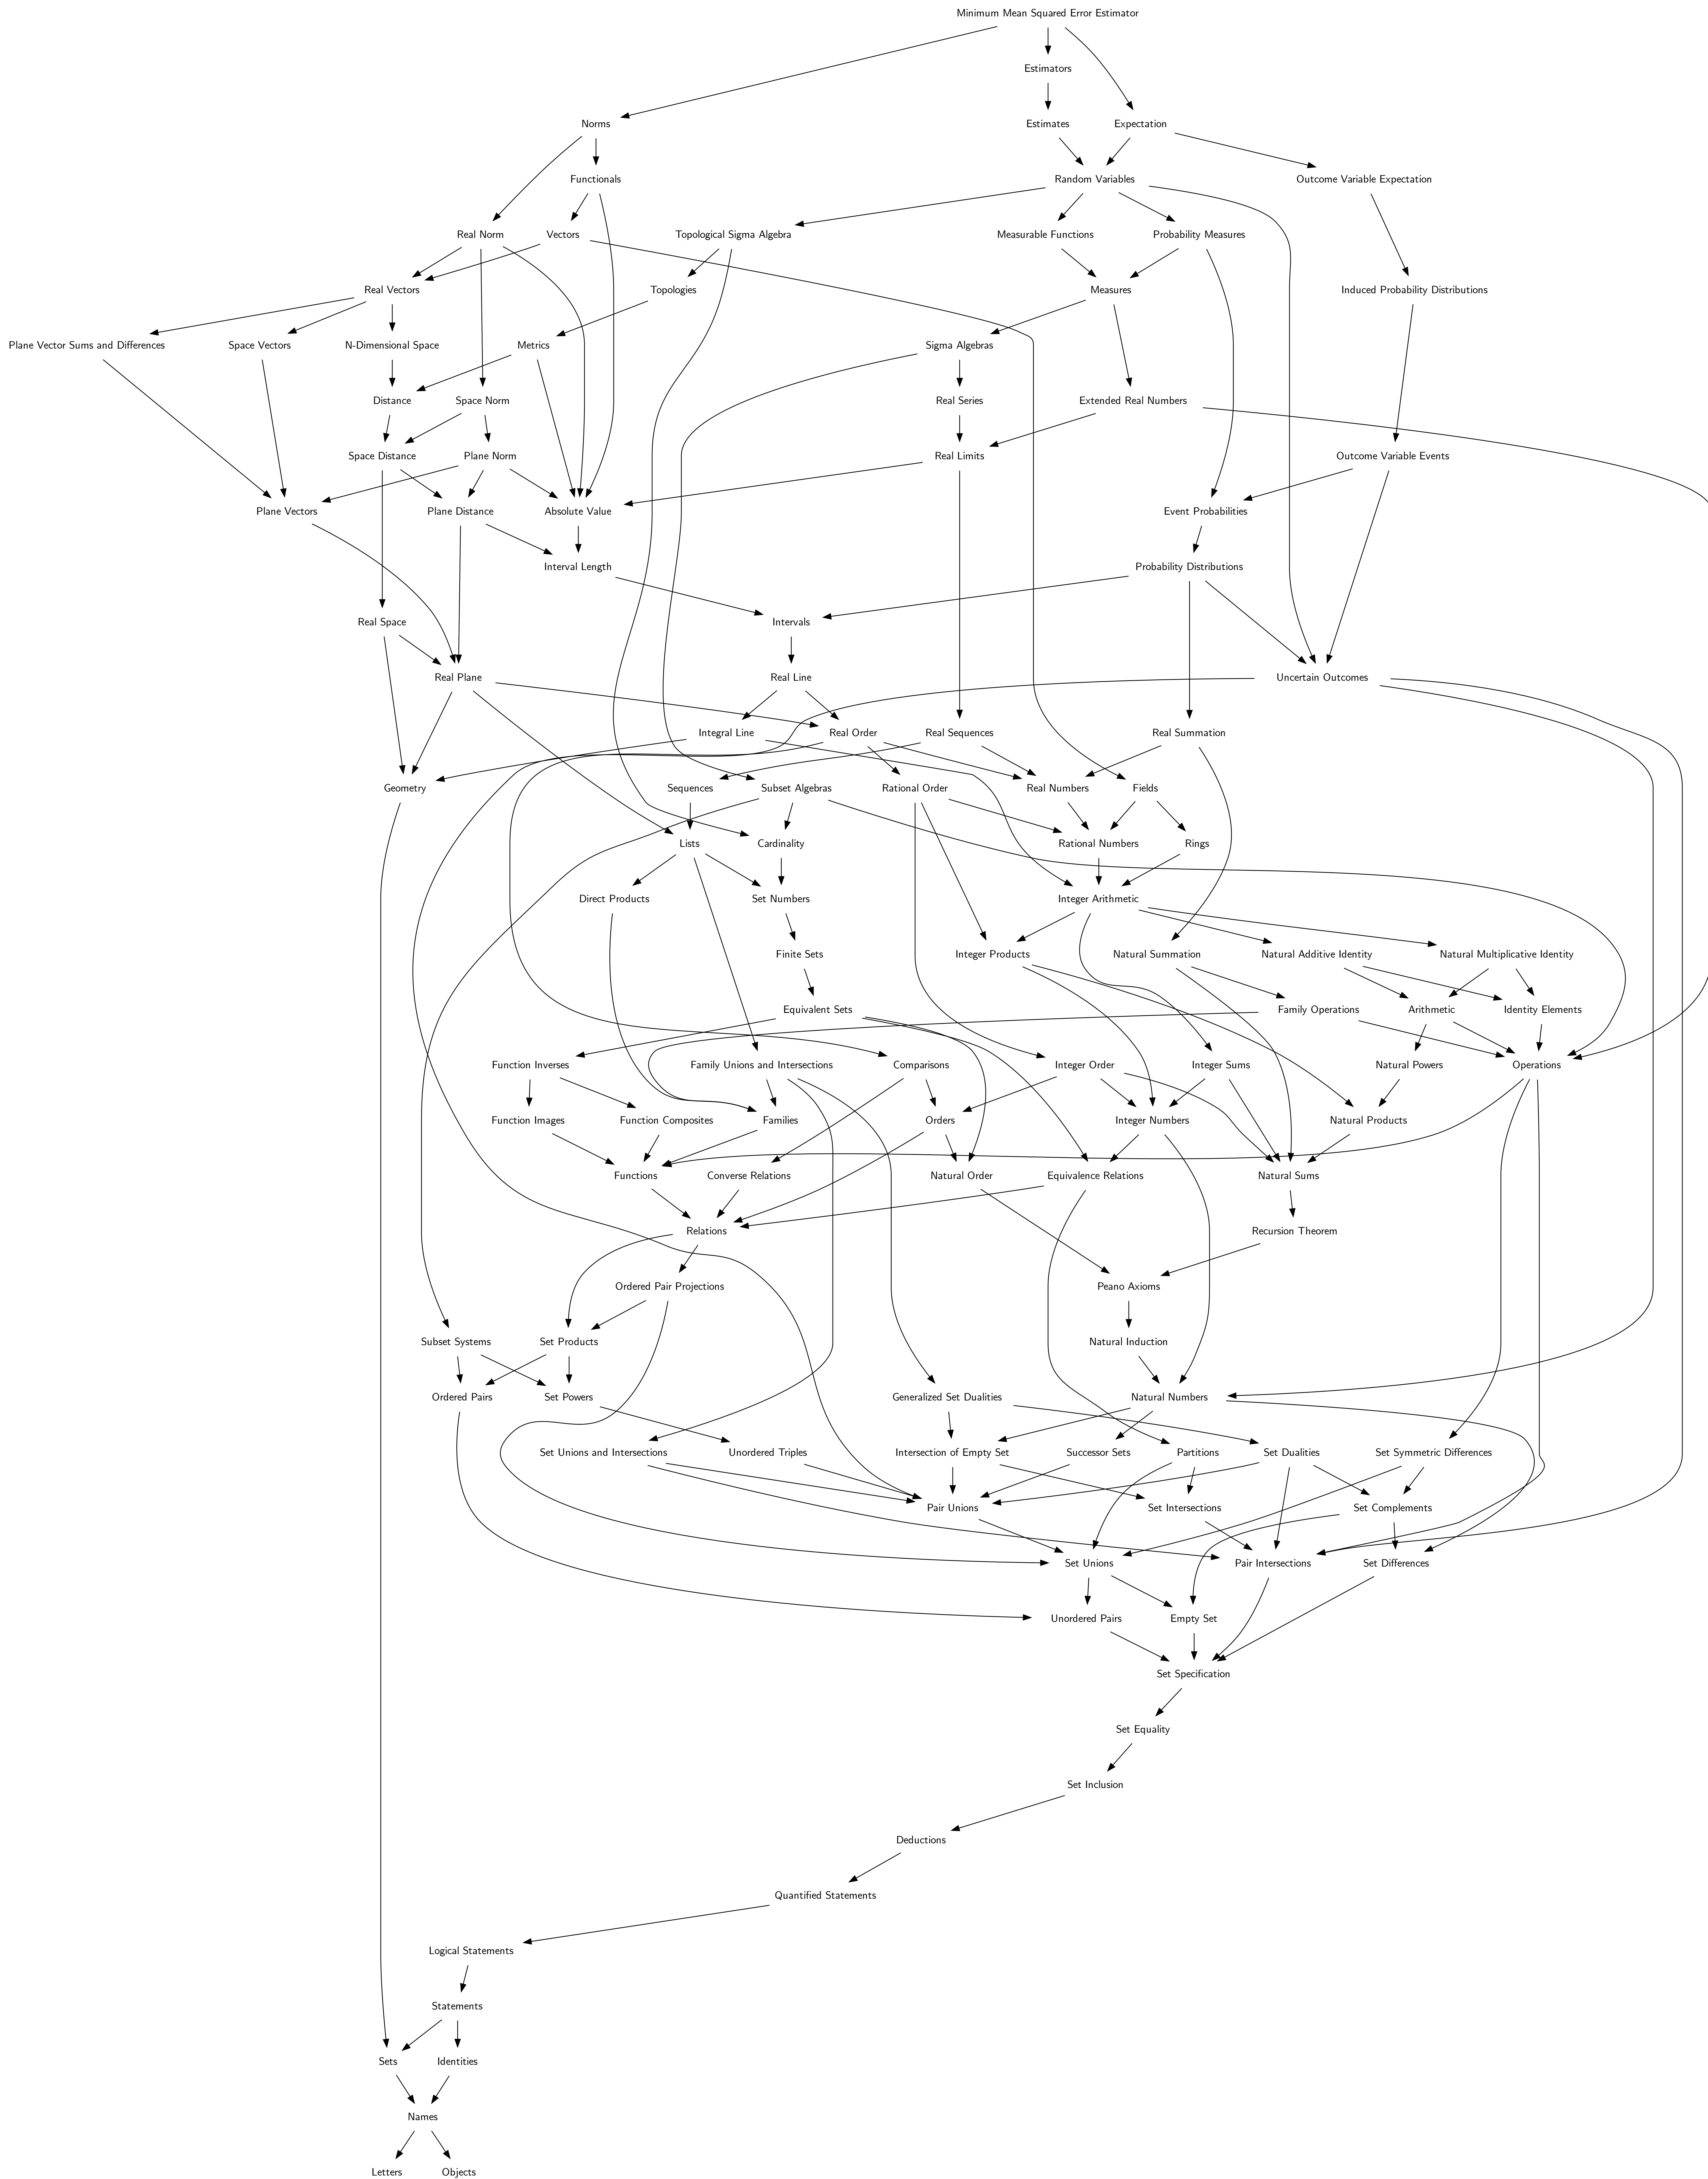 Minimum Mean Squared Error Estimator
Estimators
Norms
Estimates
Expectation
Functionals
Random Variables
Outcome Variable Expectation
Real Norm
Vectors
Topological Sigma Algebra
Measurable Functions
Probability Measures
Real Vectors
Topologies
Measures
Induced Probability Distributions
Plane Vector Sums and Differences
Space Vectors
N-Dimensional Space
Metrics
Sigma Algebras
Distance
Space Norm
Real Series
Extended Real Numbers
Space Distance
Plane Norm
Real Limits
Outcome Variable Events
Plane Vectors
Plane Distance
Absolute Value
Event Probabilities
Interval Length
Probability Distributions
Real Space
Intervals
Real Plane
Real Line
Uncertain Outcomes
Integral Line
Real Order
Real Sequences
Real Summation
Geometry
Sequences
Subset Algebras
Rational Order
Real Numbers
Fields
Lists
Cardinality
Rational Numbers
Rings
Direct Products
Set Numbers
Integer Arithmetic
Finite Sets
Integer Products
Natural Summation
Natural Additive Identity
Natural Multiplicative Identity
Equivalent Sets
Family Operations
Arithmetic
Identity Elements
Function Inverses
Family Unions and Intersections
Comparisons
Integer Order
Integer Sums
Natural Powers
Operations
Function Images
Function Composites
Families
Orders
Integer Numbers
Natural Products
Functions
Converse Relations
Natural Order
Equivalence Relations
Natural Sums
Relations
Recursion Theorem
Ordered Pair Projections
Peano Axioms
Subset Systems
Set Products
Natural Induction
Ordered Pairs
Set Powers
Generalized Set Dualities
Natural Numbers
Set Unions and Intersections
Unordered Triples
Intersection of Empty Set
Successor Sets
Partitions
Set Dualities
Set Symmetric Differences
Pair Unions
Set Intersections
Set Complements
Set Unions
Pair Intersections
Set Differences
Unordered Pairs
Empty Set
Set Specification
Set Equality
Set Inclusion
Deductions
Quantified Statements
Logical Statements
Statements
Sets
Identities
Names
Letters
Objects